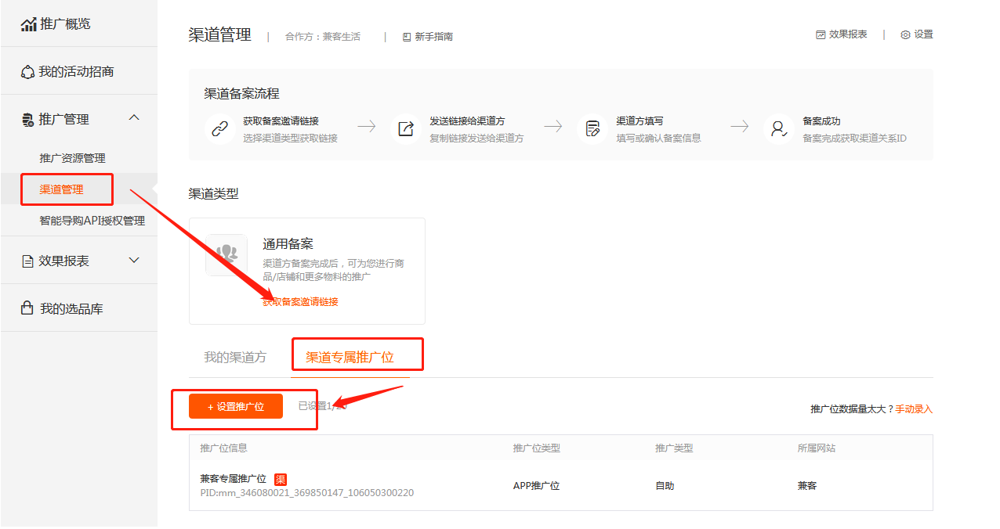 推广概览
我的活动招商
推广管理
推广资源管理
渠道管理
智能导购API授权管理
效果报表
我的选品库
渠道管理 | 合作方：兼客生活 | 新手指南
效果报表 | 设置
渠道备案流程
获取备案邀请链接
选择渠道类型获取链接
发送链接给渠道方
复制链接发送给渠道方
渠道方填写
填写或确认备案信息
备案成功
备案完成获取渠道关系ID
渠道类型
通用备案
渠道方备案完成后，可为您进行商
品/店铺和更多物料的推广
获取备案邀请链接
我的渠道方
渠道专属推广位
+ 设置推广位
已设置1/20
推广位数据量太大？手动录入
推广位信息 推广位类型 推广类型 所属网站
兼客专属推广位 渠
PID:mm_346080021_369850147_106050300220
APP推广位 自助 兼客